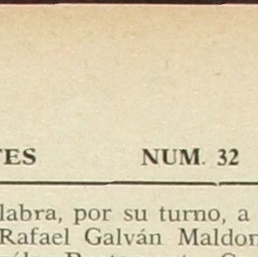 TES NUM. 32
labra, por su turno, a
Rafael Galván Maldon